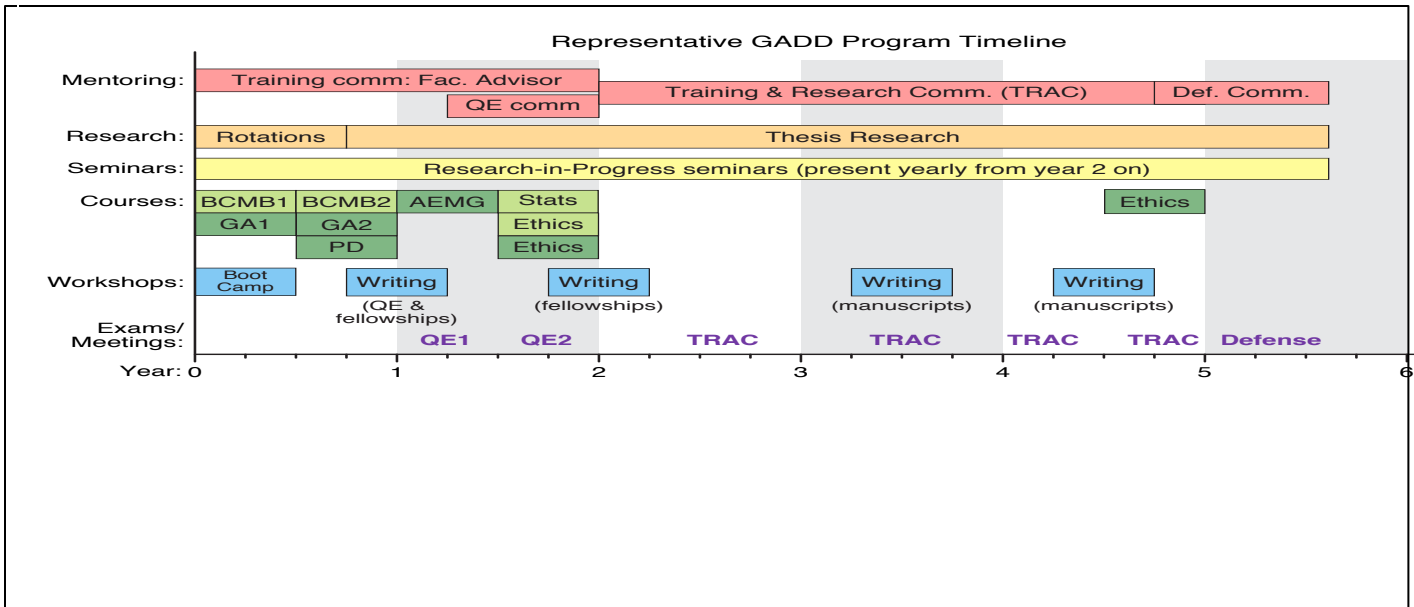 Representative GADD Program Timeline
Mentoring: Training comm: Fac. Advisor
Training & Research Comm. (TRAC) Def. Comm.
QE comm
Research: Rotations Thesis Research
Seminars: Research-in-Progress seminars (present yearly from year 2 on)
Courses: BCMB1 BCMB2 AEMG Stats Ethics
GA1 GA2 Ethics
PD Ethics
Workshops: Boot Camp Writing Writing Writing Writing
(QE & fellowships) (fellowships) (manuscripts) (manuscripts)
Exams/
Meetings: QE1 QE2 TRAC TRAC TRAC TRAC Defense
Year: 0 1 2 3 4 5 6